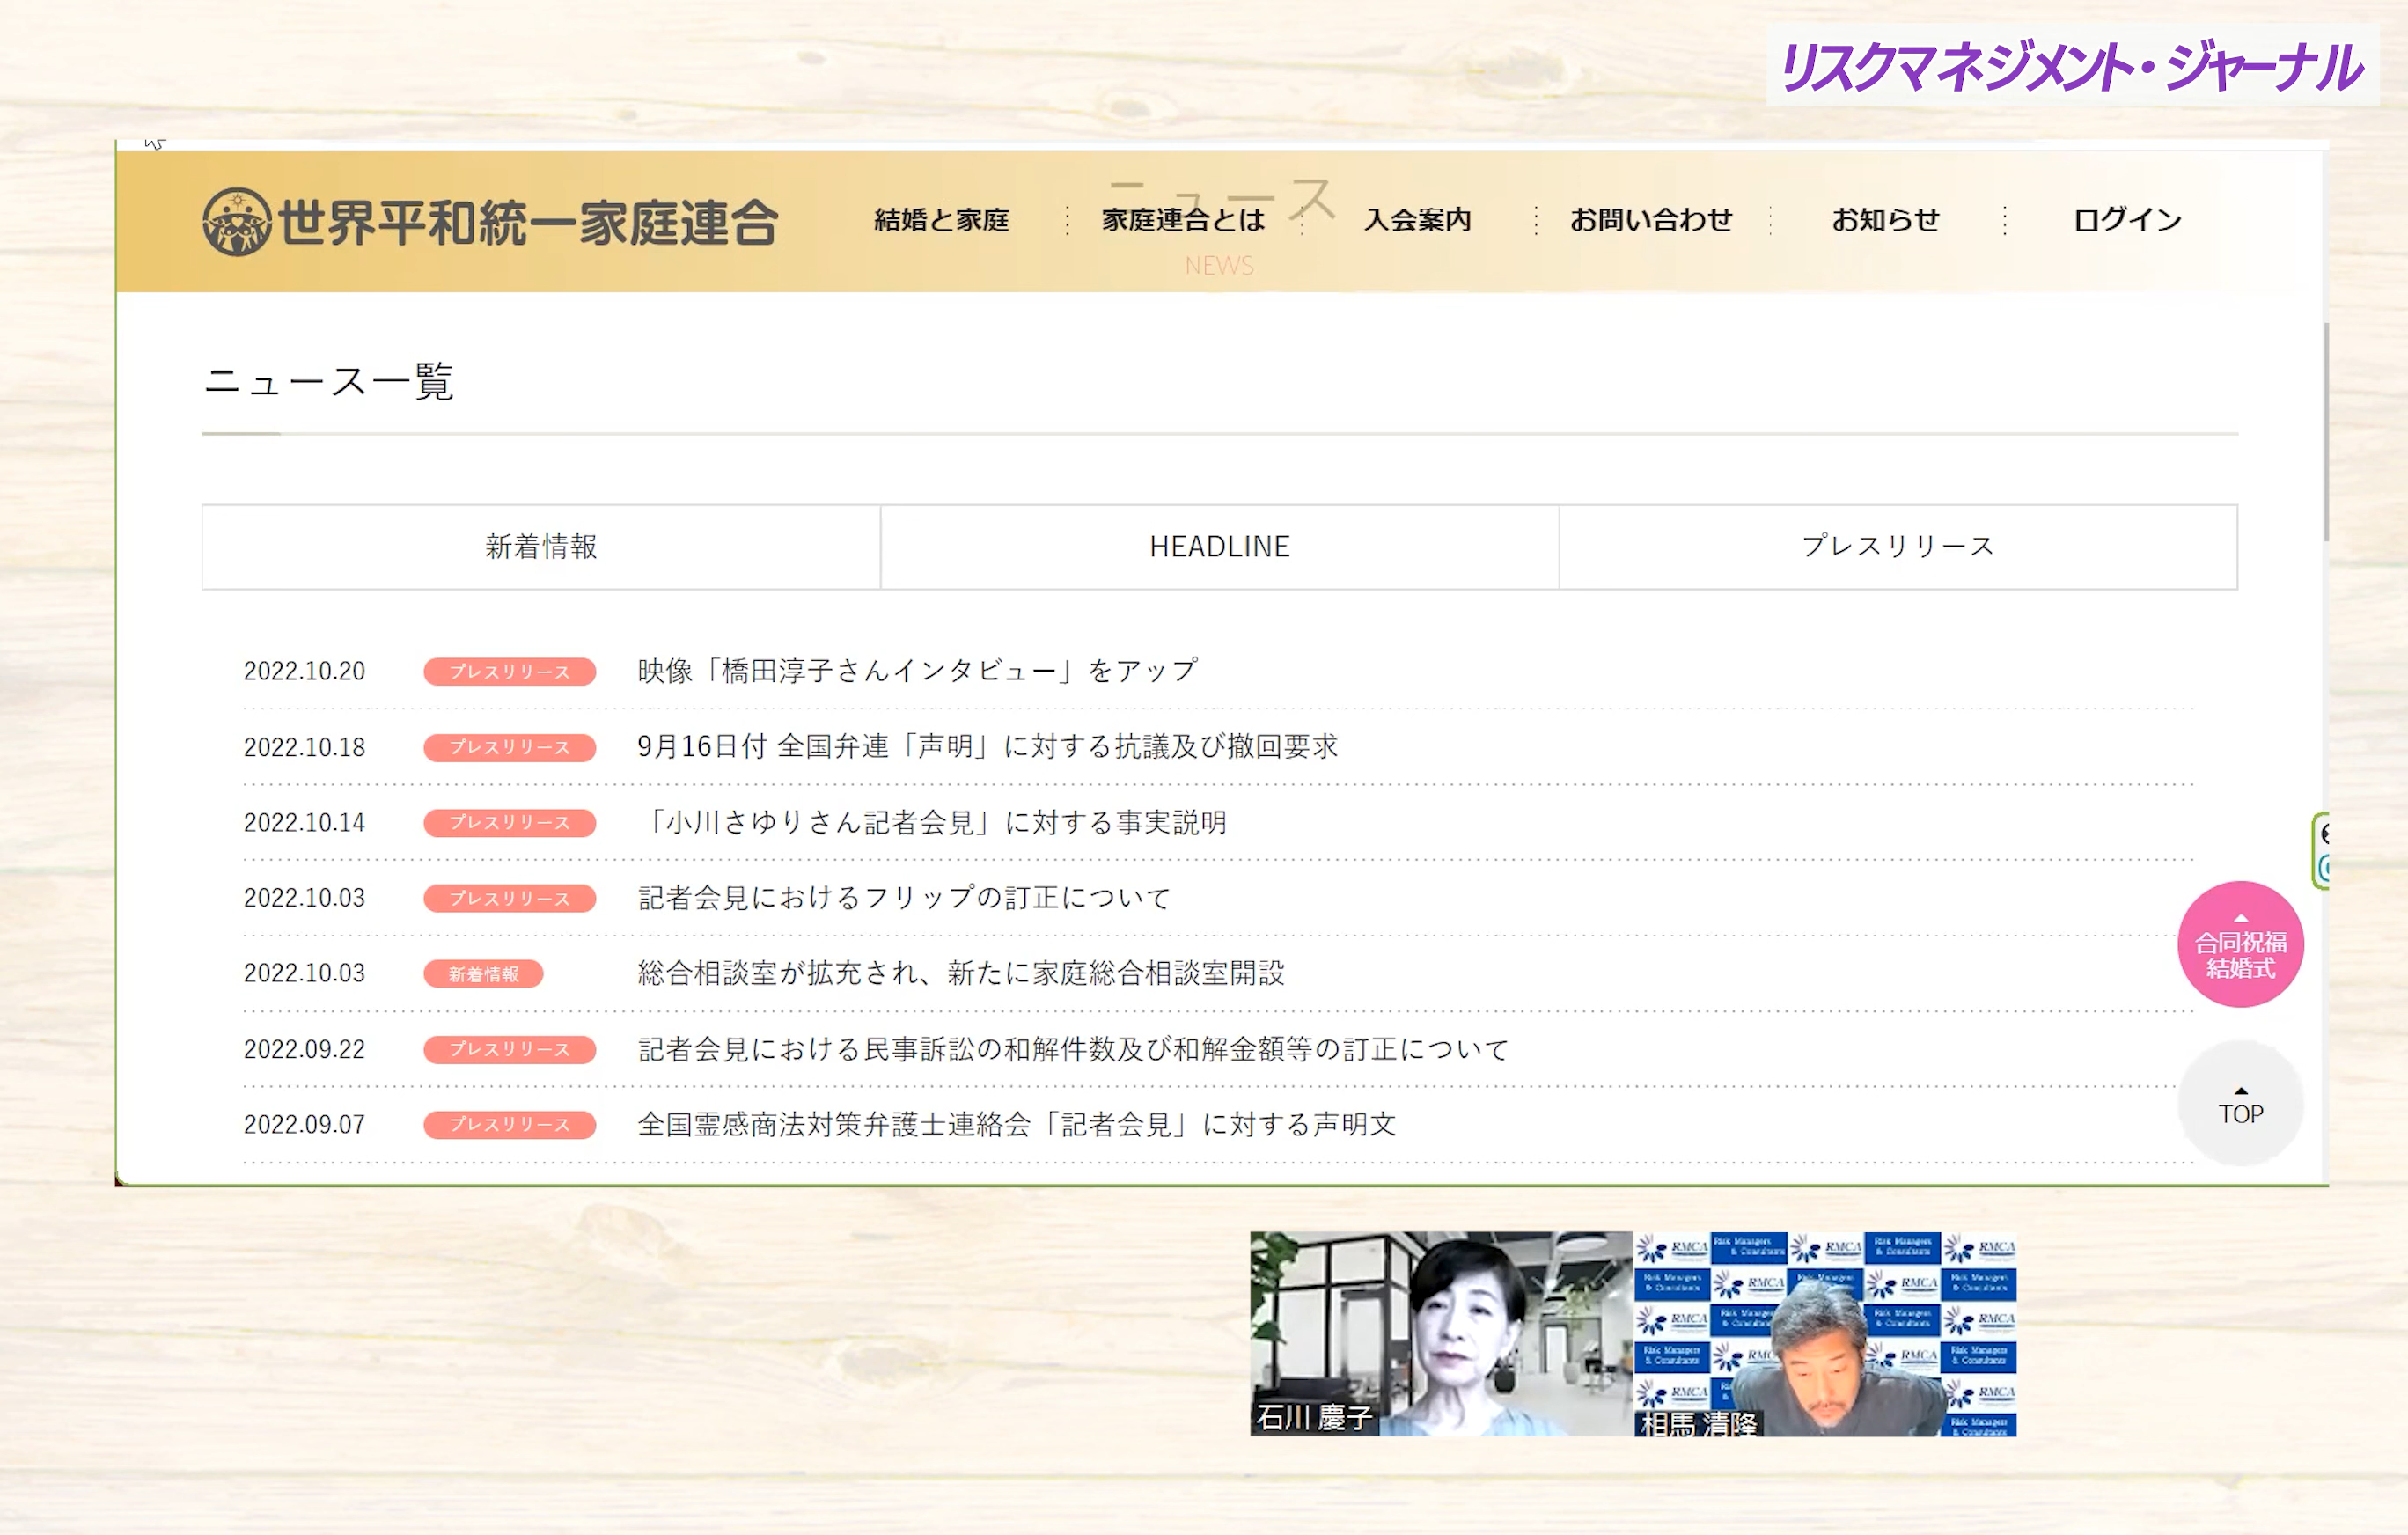 リスクマネジメント・ジャーナル
世界平和統一家庭連合
結婚と家庭
家庭連合とは
入会案内
お問い合わせ
お知らせ
ログイン
ニュース
NEWS
ニュース一覧
新着情報
HEADLINE
プレスリリース
2022.10.20 プレスリリース 映像「橋田淳子さんインタビュー」をアップ
2022.10.18 プレスリリース 9月16日付 全国弁連「声明」に対する抗議及び撤回要求
2022.10.14 プレスリリース 「小川さゆりさん記者会見」に対する事実説明
2022.10.03 プレスリリース 記者会見におけるフリップの訂正について
2022.10.03 新着情報 総合相談室が拡充され、新たに家庭総合相談室開設
2022.09.22 プレスリリース 記者会見における民事訴訟の和解件数及び和解金額等の訂正について
2022.09.07 プレスリリース 全国霊感商法対策弁護士連絡会「記者会見」に対する声明文
合同祝福
結婚式
TOP
石川 慶子
相馬 清隆
RMCA
Risk Managers
& Consultants